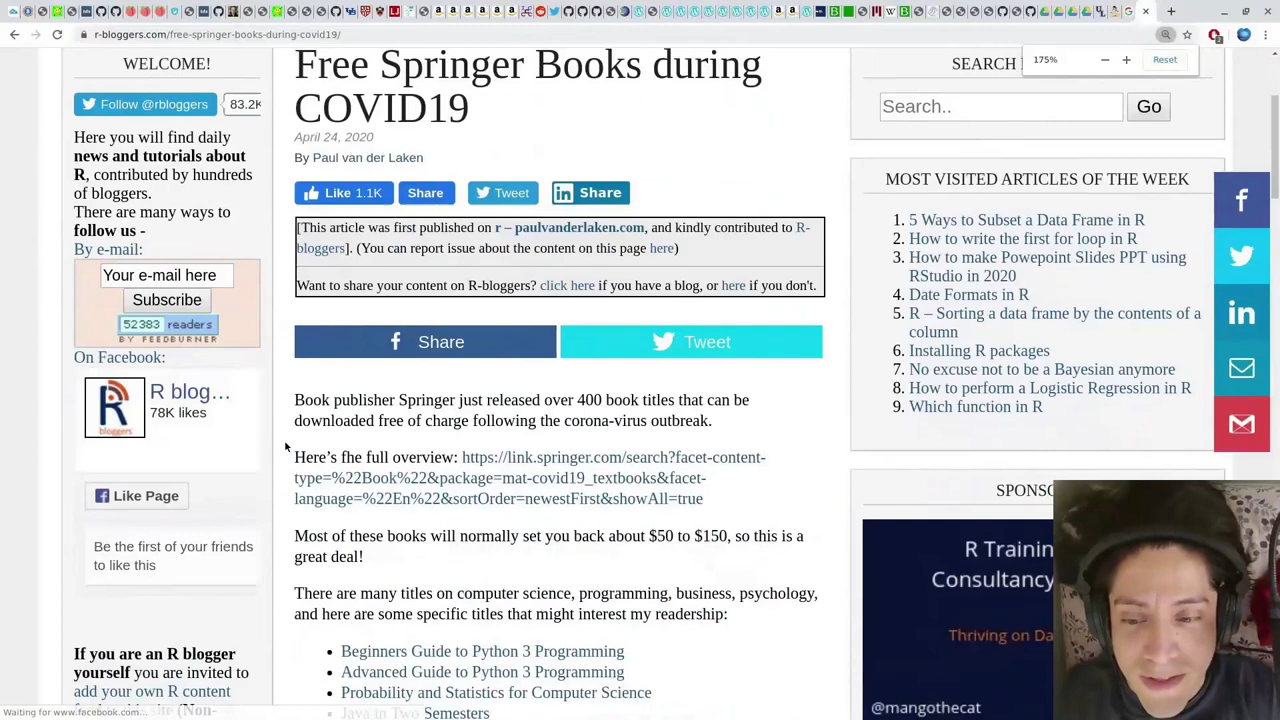 r-bloggers.com/free-springer-books-during-covid19/
175%
Reset
WELCOME!
Follow @rbloggers
83.2K
Here you will find daily
news and tutorials about
R, contributed by hundreds
of bloggers.
There are many ways to
follow us -
By e-mail:
Your e-mail here
Subscribe
52383 readers
BY FEEDBURNER
On Facebook:
R blog...
78K likes
R
bloggers
Like Page
Be the first of your friends
to like this
If you are an R blogger
yourself you are invited to
add your own R content
(Non-
Waiting for www.facebook.com...
Free Springer Books during
COVID19
April 24, 2020
By Paul van der Laken
Like 1.1K
Share
Tweet
Share
[This article was first published on r – paulvanderlaken.com, and kindly contributed to R-
bloggers]. (You can report issue about the content on this page here)
Want to share your content on R-bloggers? click here if you have a blog, or here if you don't.
Share
Tweet
Book publisher Springer just released over 400 book titles that can be
downloaded free of charge following the corona-virus outbreak.
Here’s fhe full overview: https://link.springer.com/search?facet-content-
type=%22Book%22&package=mat-covid19_textbooks&facet-
language=%22En%22&sortOrder=newestFirst&showAll=true
Most of these books will normally set you back about $50 to $150, so this is a
great deal!
There are many titles on computer science, programming, business, psychology,
and here are some specific titles that might interest my readership:
Beginners Guide to Python 3 Programming
Advanced Guide to Python 3 Programming
Probability and Statistics for Computer Science
Java in Two Semesters
SEARCH
Search..
Go
MOST VISITED ARTICLES OF THE WEEK
1. 5 Ways to Subset a Data Frame in R
2. How to write the first for loop in R
3. How to make Powepoint Slides PPT using
RStudio in 2020
4. Date Formats in R
5. R – Sorting a data frame by the contents of a
column
6. Installing R packages
7. No excuse not to be a Bayesian anymore
8. How to perform a Logistic Regression in R
9. Which function in R
SPONSO
R Trainin
Consultancy
Thriving on Da
@mangothecat